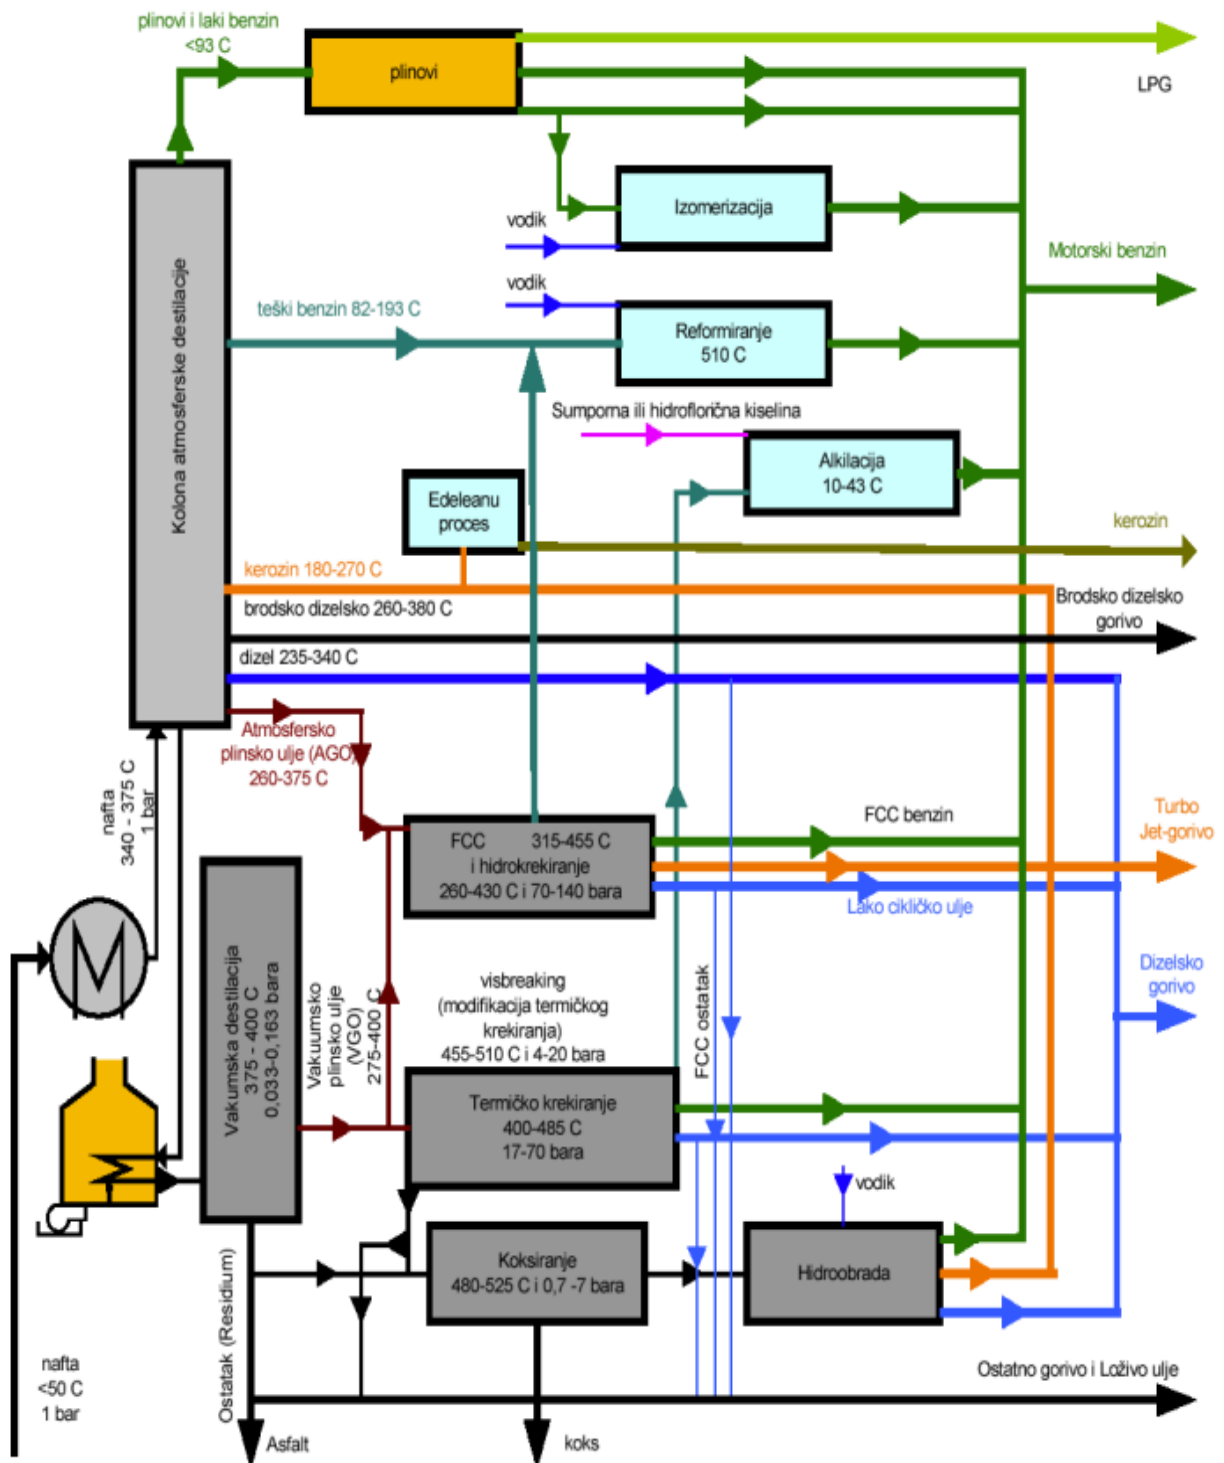 plinovi i laki benzin
<93 C
plinovi
LPG
Izomerizacija
vodik
Motorski benzin
vodik
teški benzin 82-193 C
Reformiranje
510 C
Kolona atmosferske destilacije
Sumporna ili hidroflorična kiselina
Alkilacija
10-43 C
Edeleanu
proces
kerozin
kerozin 180-270 C
brodsko dizelsko 260-380 C
Brodsko dizelsko
gorivo
dizel 235-340 C
Atmosfersko
plinsko ulje (AGO)
260-375 C
nafta
340 - 375 C
1 bar
FCC 315-455 C
i hidrokrekiranje
260-430 C i 70-140 bara
FCC benzin
Turbo
Jet-gorivo
Lako cikličko ulje
Vakumska destilacija
375 - 400 C
0,033-0,163 bara
Vakuumsko
plinsko ulje
(VGO)
275-400 C
visbreaking
(modifikacija termičkog
krekiranja)
455-510 C i 4-20 bara
FCC ostatak
Dizelsko
gorivo
Termičko krekiranje
400-485 C
17-70 bara
vodik
Koksiranje
480-525 C i 0,7 -7 bara
Hidroobrada
Ostatak (Residium)
nafta
<50 C
1 bar
Ostatno gorivo i Loživo ulje
Asfalt
koks